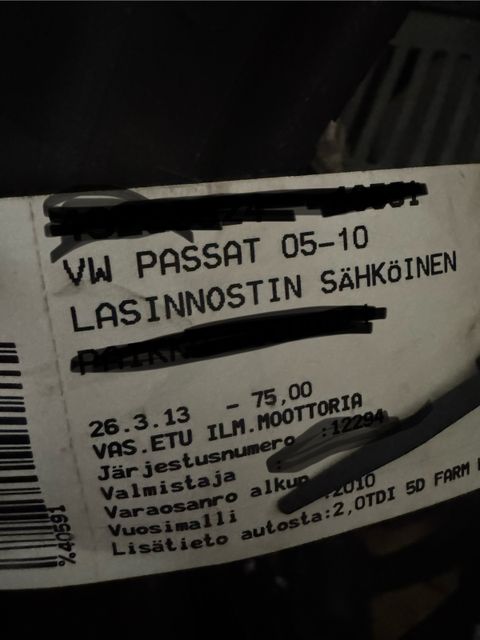 VW PASSAT 05-10
LASINNOSTIN SÄHKÖINEN
26.3.13 - 75,00
VAS.ETU ILM.MOOTTORIA
Järjestusnumero :12294
Valmistaja :
Varaosanro alkup
Vuosimalli :2010
Lisätieto autosta:2,0TDI 5D FARM
%40591